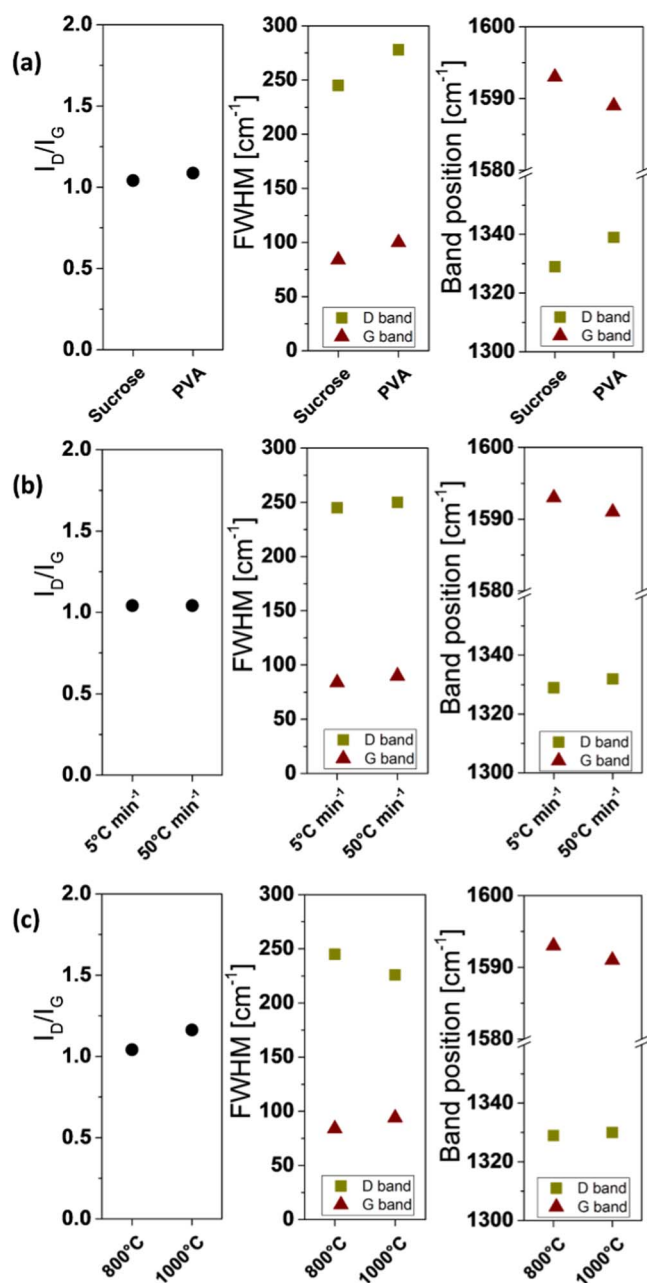 (a)
2.0
1.5
1.0
0.5
0.0
I_D/I_G
Sucrose
PVA
300
250
200
150
100
50
0
FWHM [cm⁻¹]
D band
G band
Sucrose
PVA
1600
1590
1580
1340
1320
1300
Band position [cm⁻¹]
D band
G band
Sucrose
PVA
(b)
2.0
1.5
1.0
0.5
0.0
I_D/I_G
5°C min⁻¹
50°C min⁻¹
300
250
200
150
100
50
0
FWHM [cm⁻¹]
D band
G band
5°C min⁻¹
50°C min⁻¹
1600
1590
1580
1340
1320
1300
Band position [cm⁻¹]
D band
G band
5°C min⁻¹
50°C min⁻¹
(c)
2.0
1.5
1.0
0.5
0.0
I_D/I_G
800°C
1000°C
300
250
200
150
100
50
0
FWHM [cm⁻¹]
D band
G band
800°C
1000°C
1600
1590
1580
1340
1320
1300
Band position [cm⁻¹]
D band
G band
800°C
1000°C